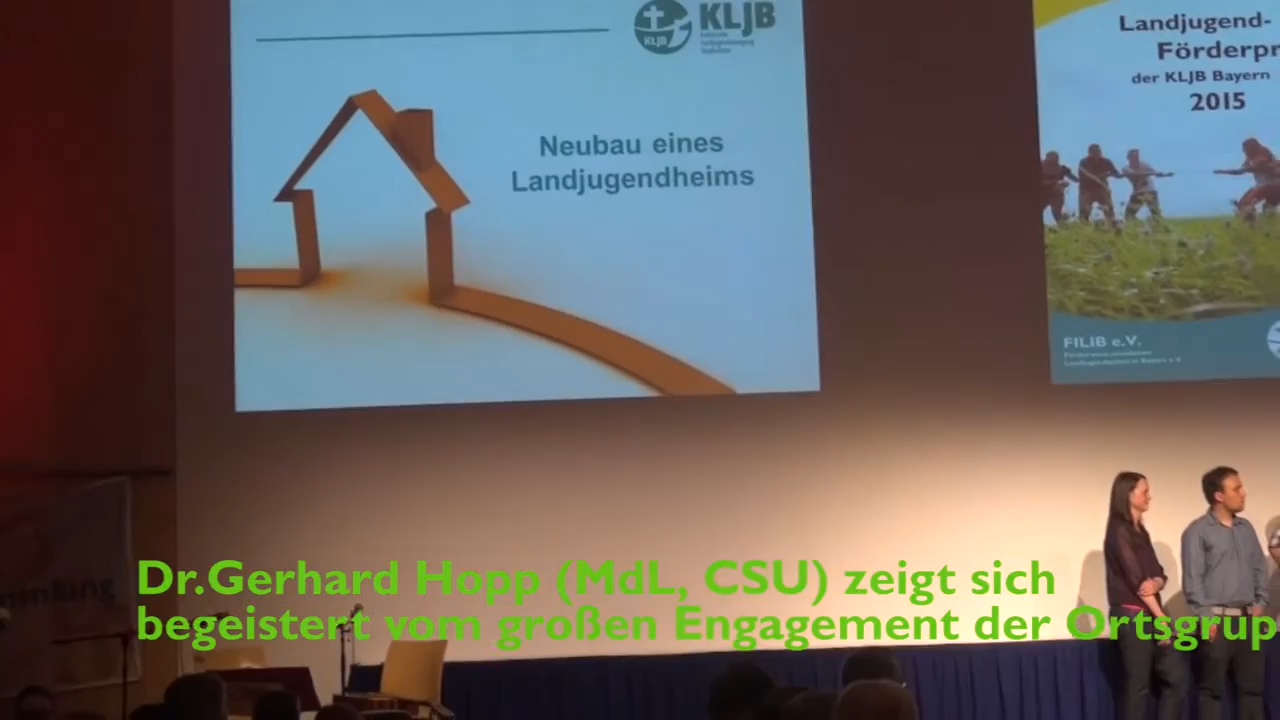 KLJB
KLJB
Neubau eines
Landjugendheims
Landjugend-
Förderpr
der KLJB Bayern
2015
FILIB e.V.
Dr.Gerhard Hopp (MdL, CSU) zeigt sich
begeistert vom großen Engagement der Ortsgrup